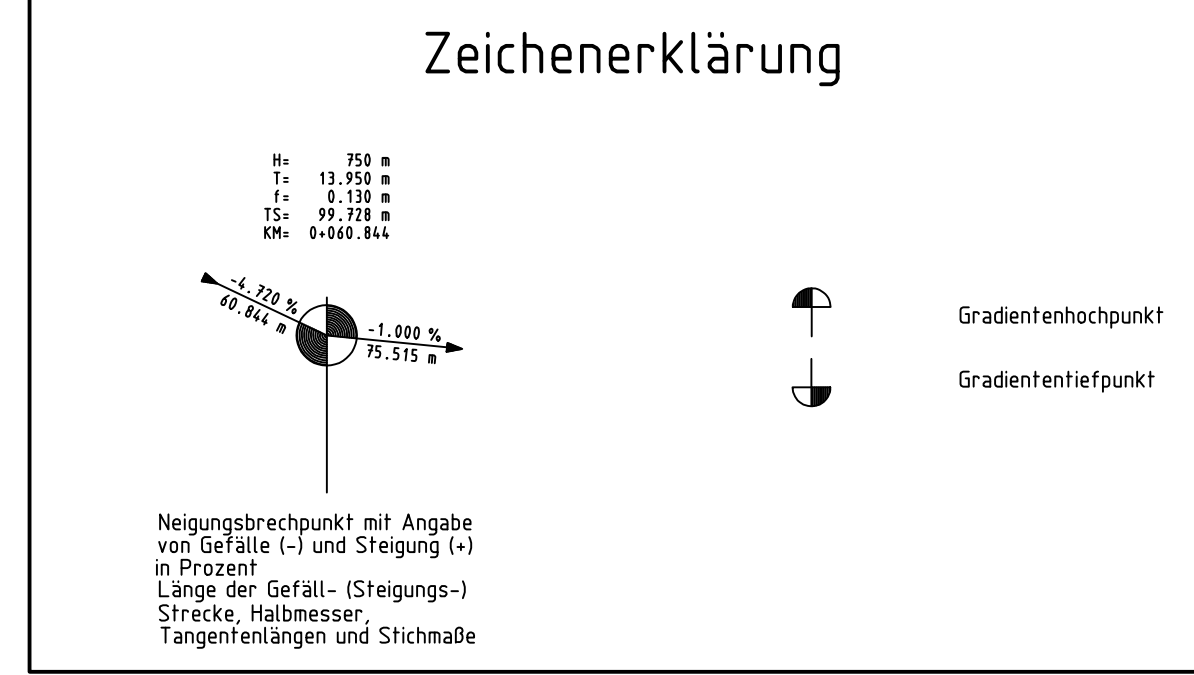 Zeichenerklärung
H= 750 m
T= 13.950 m
f= 0.130 m
TS= 99.728 m
KM= 0+060.844
-4.720 %
60.844 m
-1.000 %
75.515 m
Gradientenhochpunkt
Gradiententiefpunkt
Neigungsbrechpunkt mit Angabe
von Gefälle (-) und Steigung (+)
in Prozent
Länge der Gefäll- (Steigungs-)
Strecke, Halbmesser,
Tangentenlängen und Stichmaße